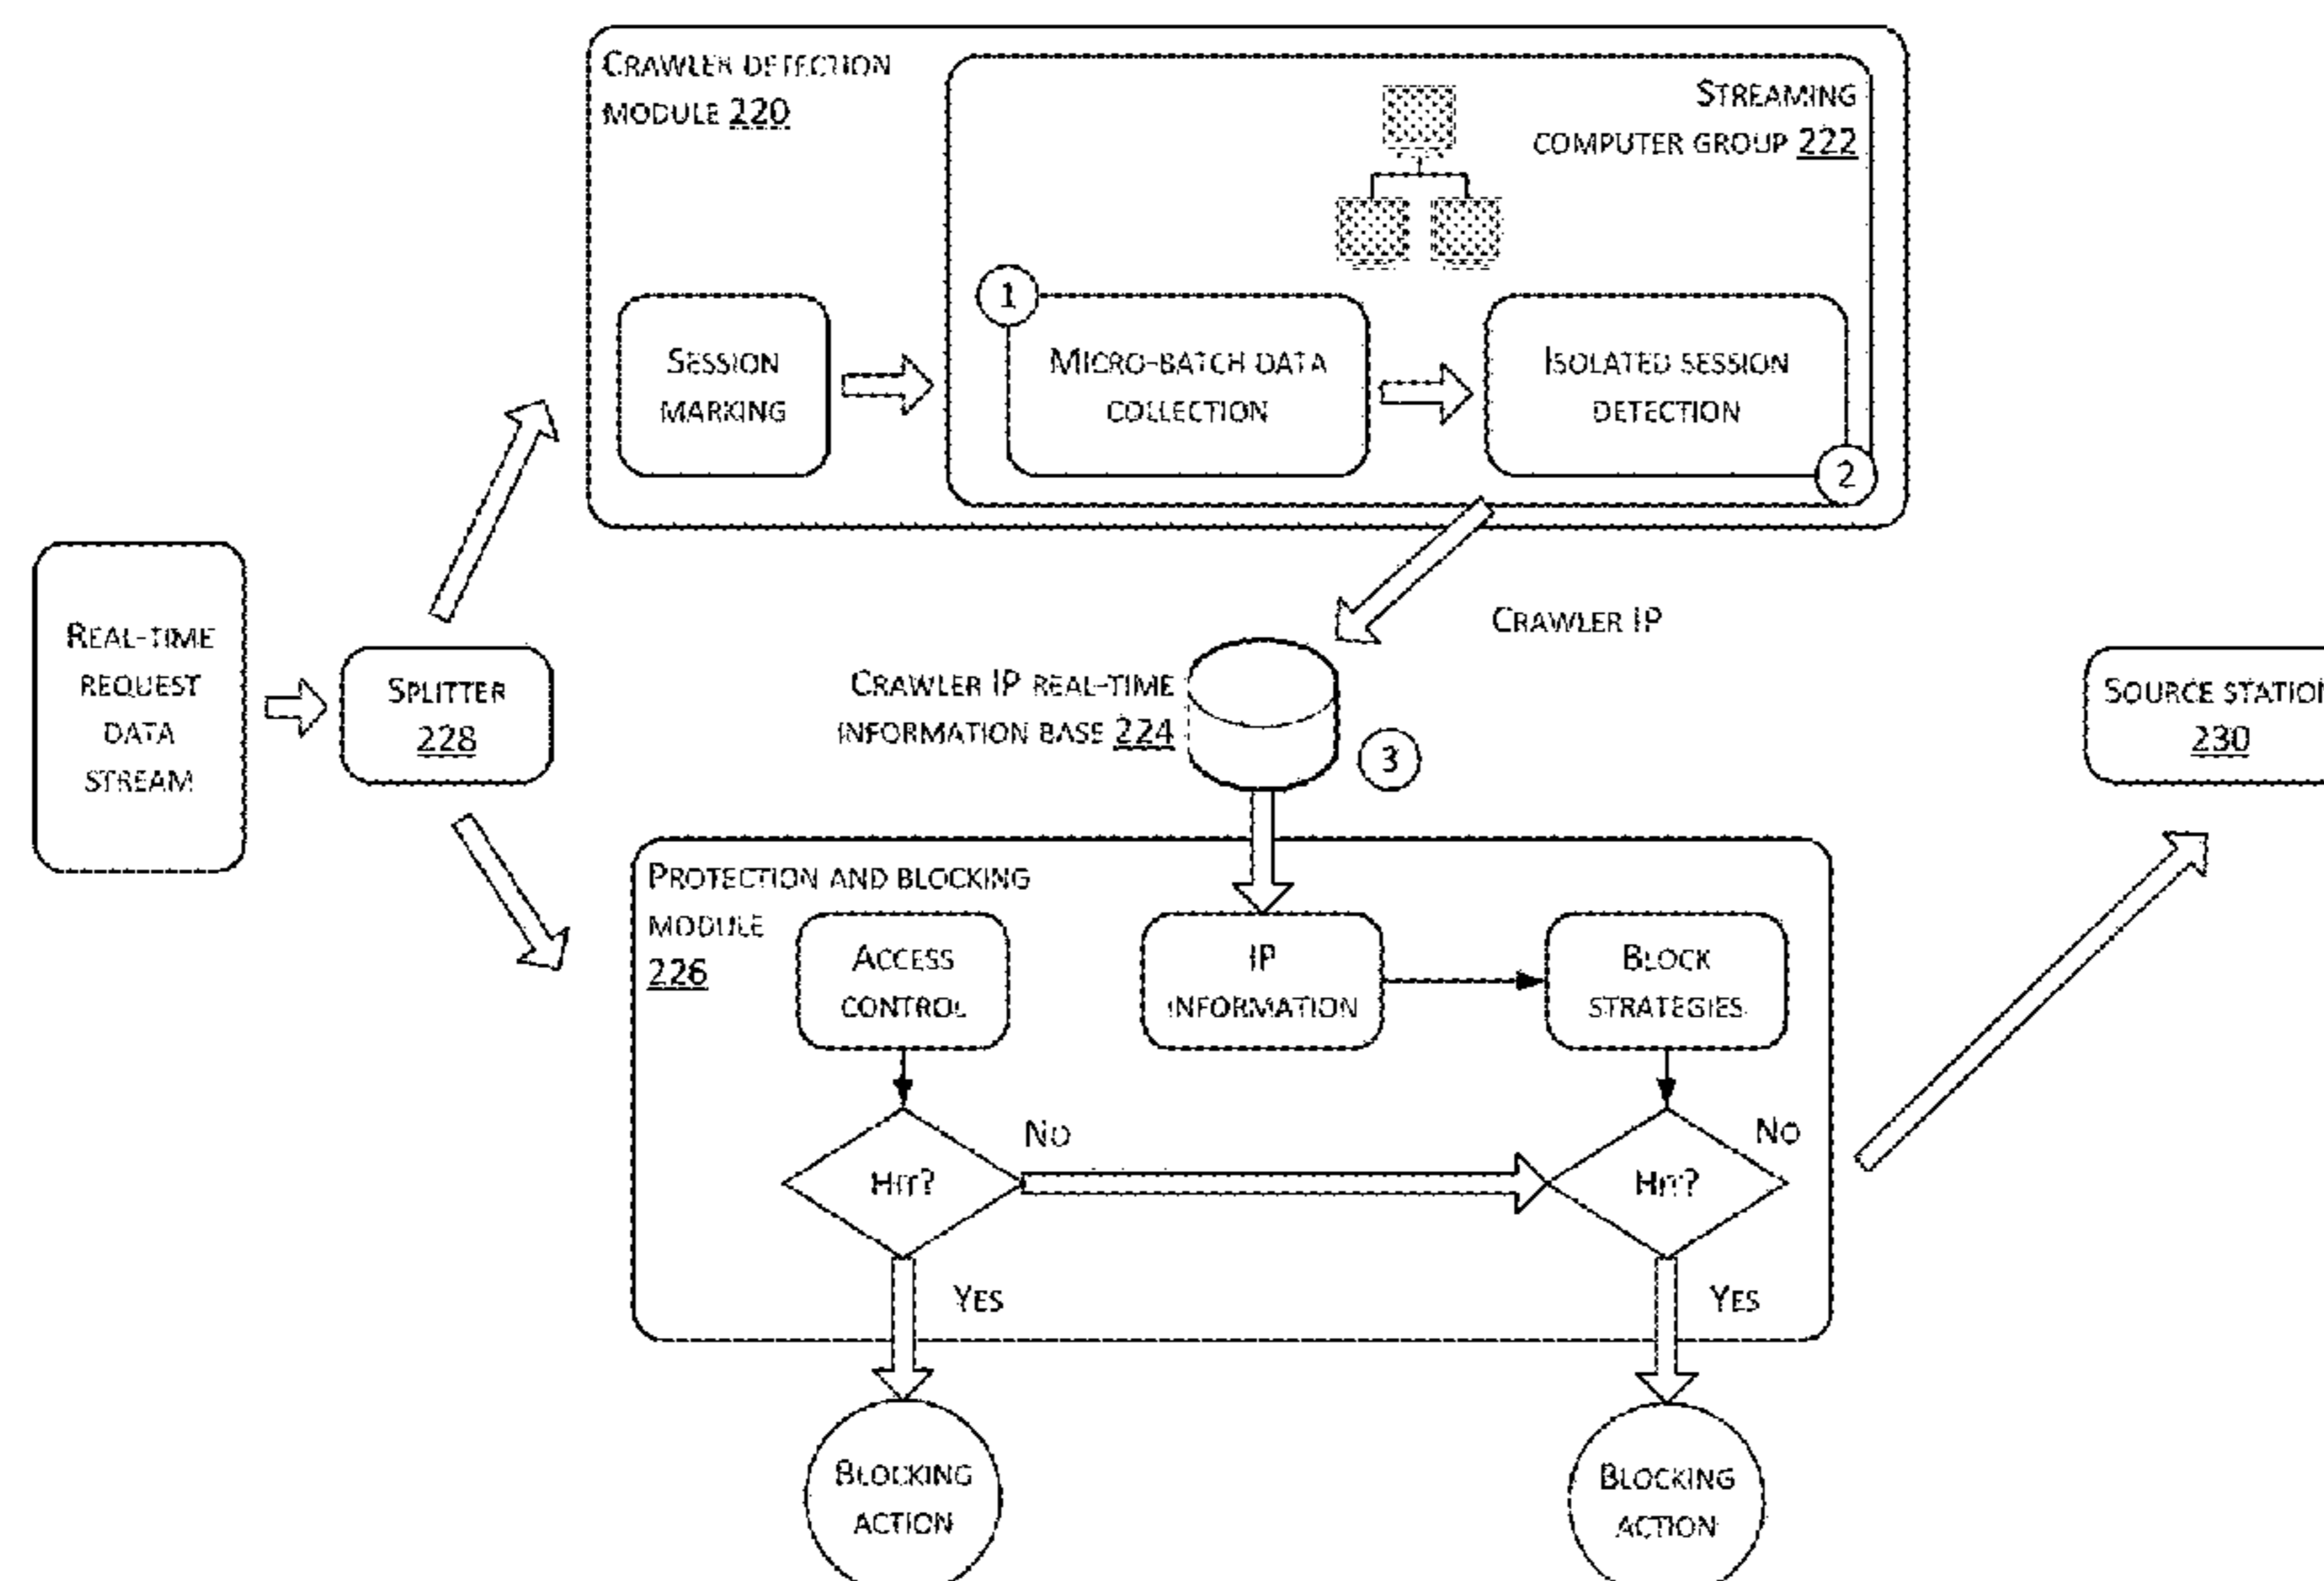 CRAWLER DETECTION
MODULE 220
STREAMING
COMPUTER GROUP 222
1
SESSION
MARKING
MICRO-BATCH DATA
COLLECTION
ISOLATED SESSION
DETECTION
2
REAL-TIME
REQUEST
DATA
STREAM
SPLITTER
228
CRAWLER IP
CRAWLER IP REAL-TIME
INFORMATION BASE 224
3
SOURCE STATION
230
PROTECTION AND BLOCKING
MODULE
226
ACCESS
CONTROL
IP
INFORMATION
BLOCK
STRATEGIES
HIT?
NO
HIT?
NO
YES
YES
BLOCKING
ACTION
BLOCKING
ACTION